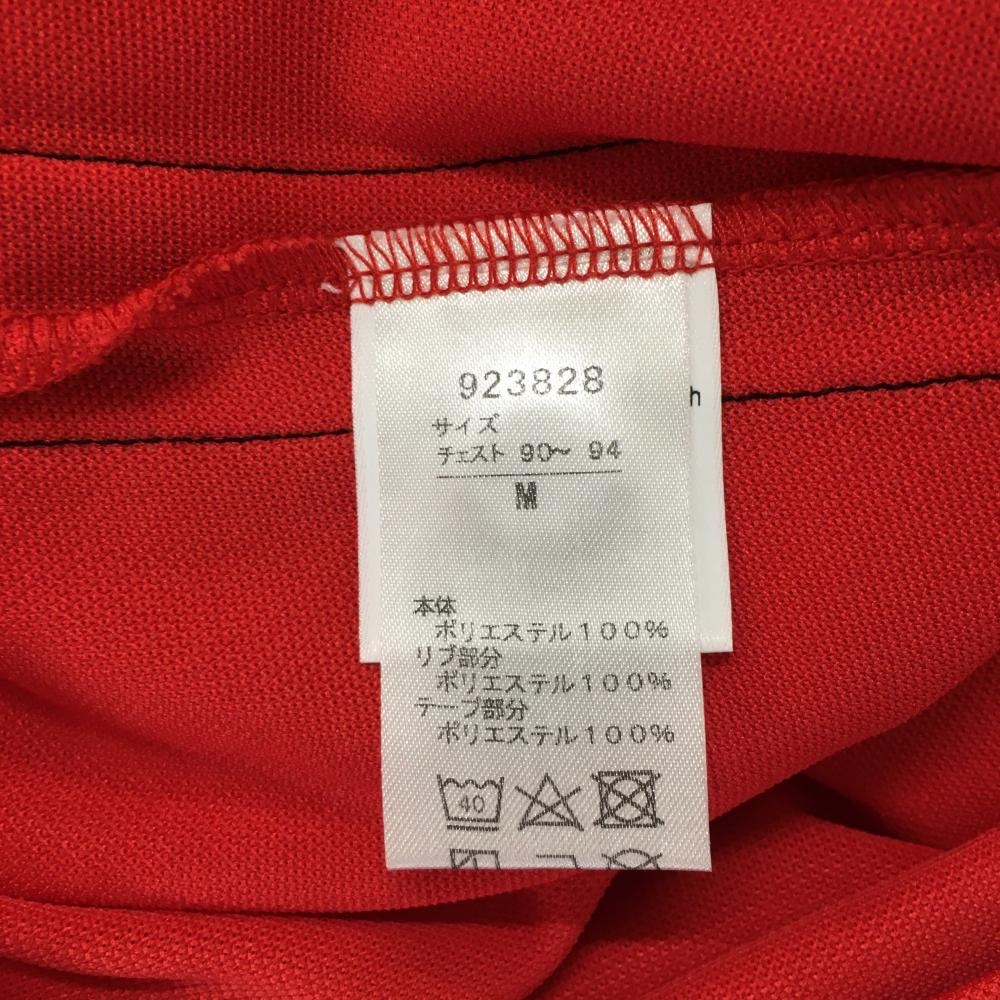 923828
h
サイズ
チェスト 90～ 94
M
本体
ポリエステル100%
リブ部分
ポリエステル100%
テープ部分
ポリエステル100%
40